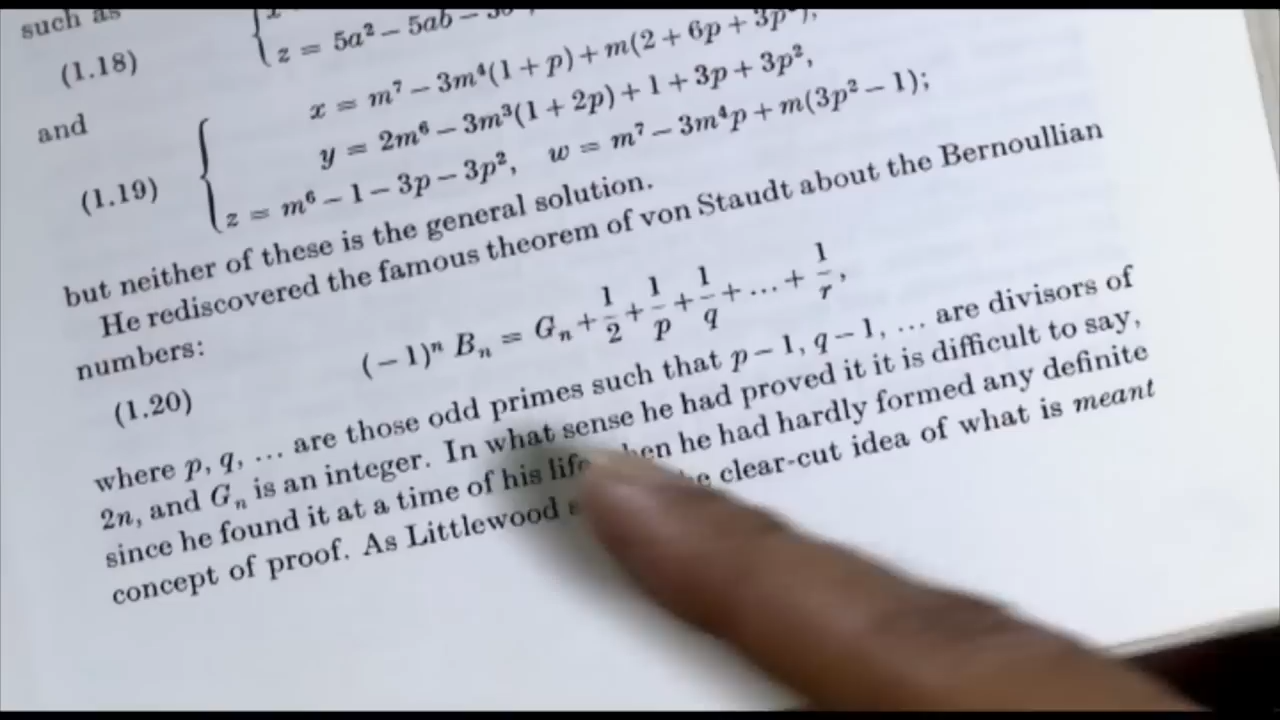 such as
(1.18)
z = 5a² − 5ab −
and
x = m⁷ − 3m⁴(1 + p) + m(2 + 6p + 3p²),
y = 2m⁶ − 3m³(1 + 2p) + 1 + 3p + 3p²,
(1.19)
z = m⁶ − 1 − 3p − 3p², w = m⁷ − 3m⁴p + m(3p² − 1);
but neither of these is the general solution.
He rediscovered the famous theorem of von Staudt about the Bernoullian
numbers:
(1.20) (−1)ⁿ Bₙ = Gₙ + 1/2 + 1/p + 1/q + ... + 1/r,
where p, q, ... are those odd primes such that p − 1, q − 1, ... are divisors of
2n, and Gₙ is an integer. In what sense he had proved it it is difficult to say,
since he found it at a time of his life he had hardly formed any definite
concept of proof. As Littlewood clear-cut idea of what is meant